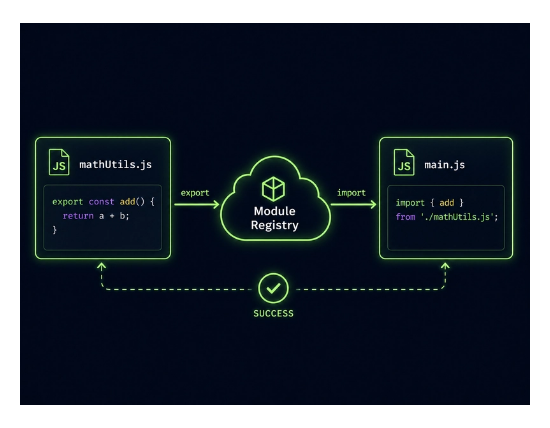 JS mathUtils.js
export const add() {
return a + b;
}
export
Module
Registry
import
JS main.js
import { add }
from './mathUtils.js';
SUCCESS